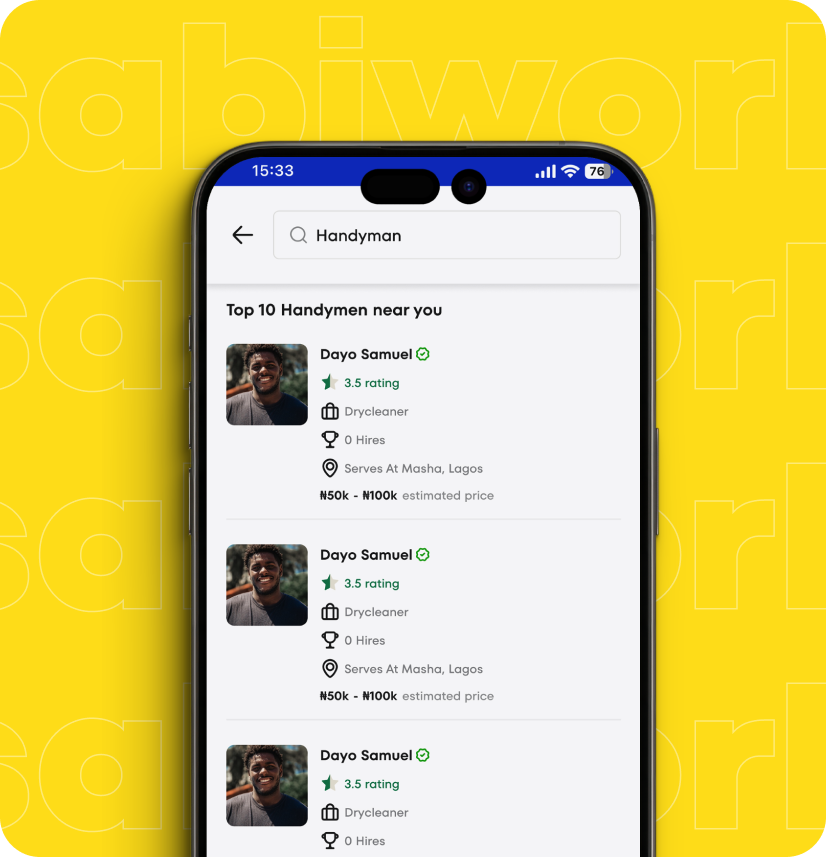 sabiwork
15:33
76
Handyman
Top 10 Handymen near you
Dayo Samuel
3.5 rating
Drycleaner
0 Hires
Serves At Masha, Lagos
₦50k - ₦100k estimated price
Dayo Samuel
3.5 rating
Drycleaner
0 Hires
Serves At Masha, Lagos
₦50k - ₦100k estimated price
Dayo Samuel
3.5 rating
Drycleaner
0 Hires